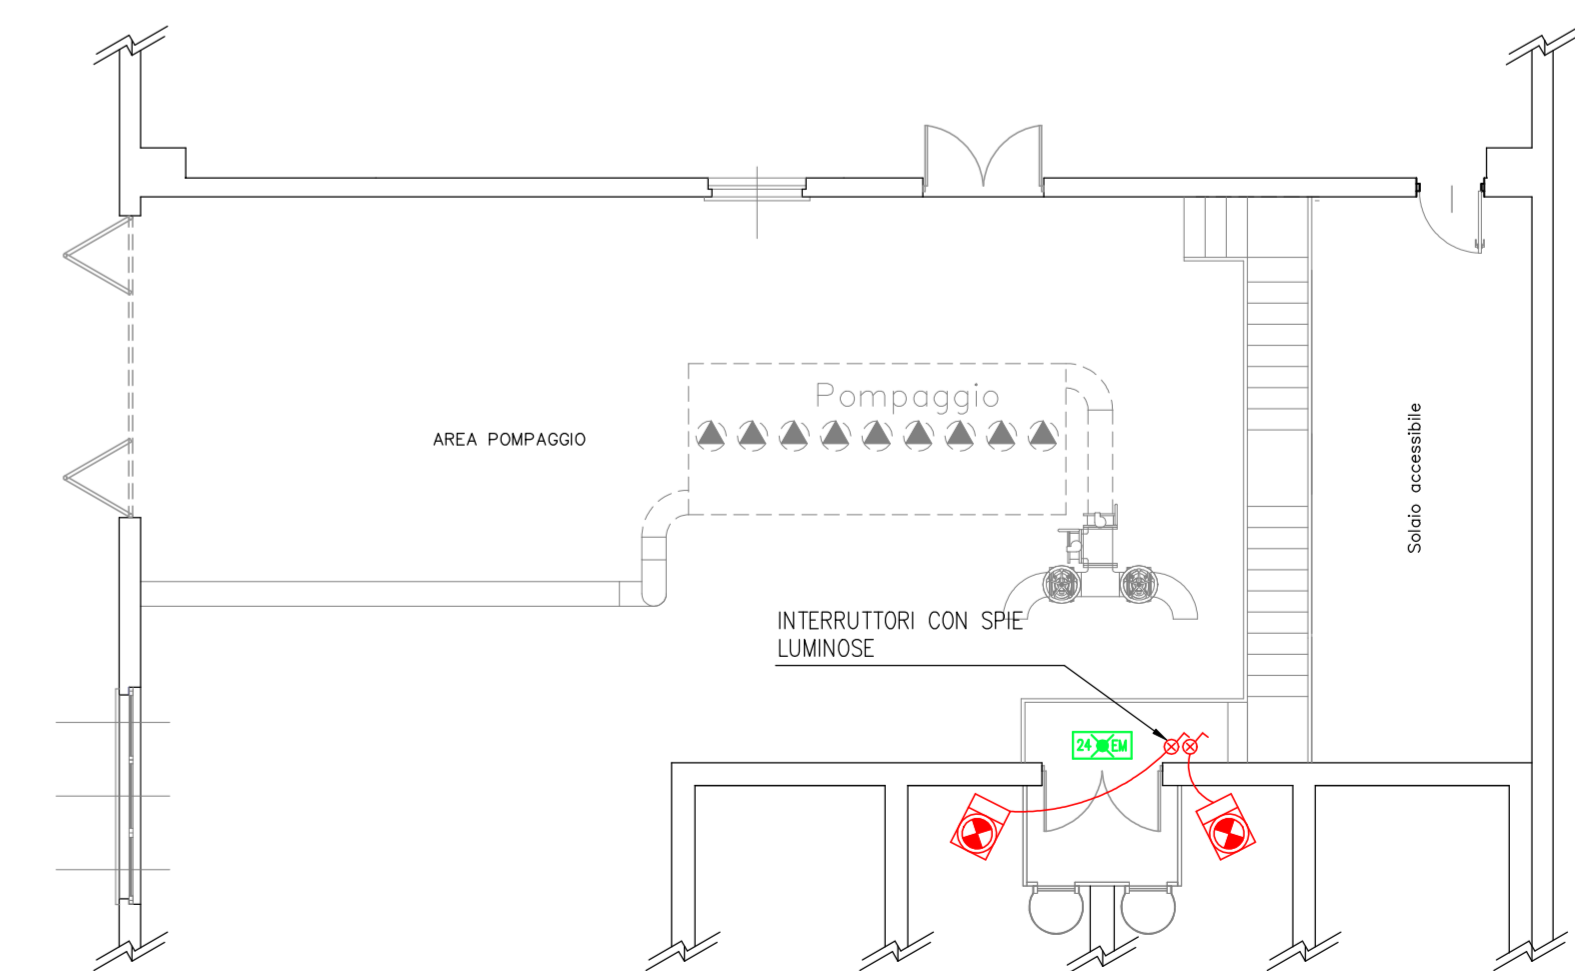 Pompaggio
AREA POMPAGGIO
Solaio accessibile
INTERRUTTORI CON SPIE
LUMINOSE
24 EM